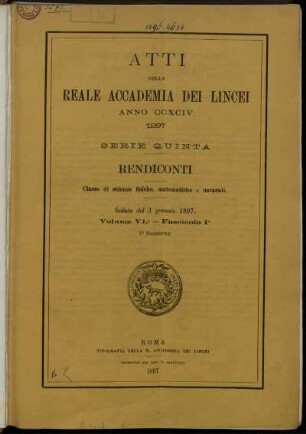 ATTI
DELLA
REALE ACCADEMIA DEI LINCEI
ANNO CCXCIV
1897
SERIE QUINTA
RENDICONTI
Classe di scienze fisiche, matematiche e naturali.
Seduta del 3 gennaio 1897.
Volume VI.° — Fascicolo 1°
1° SEMESTRE
ROMA
TIPOGRAFIA DELLA R. ACCADEMIA DEI LINCEI
1897